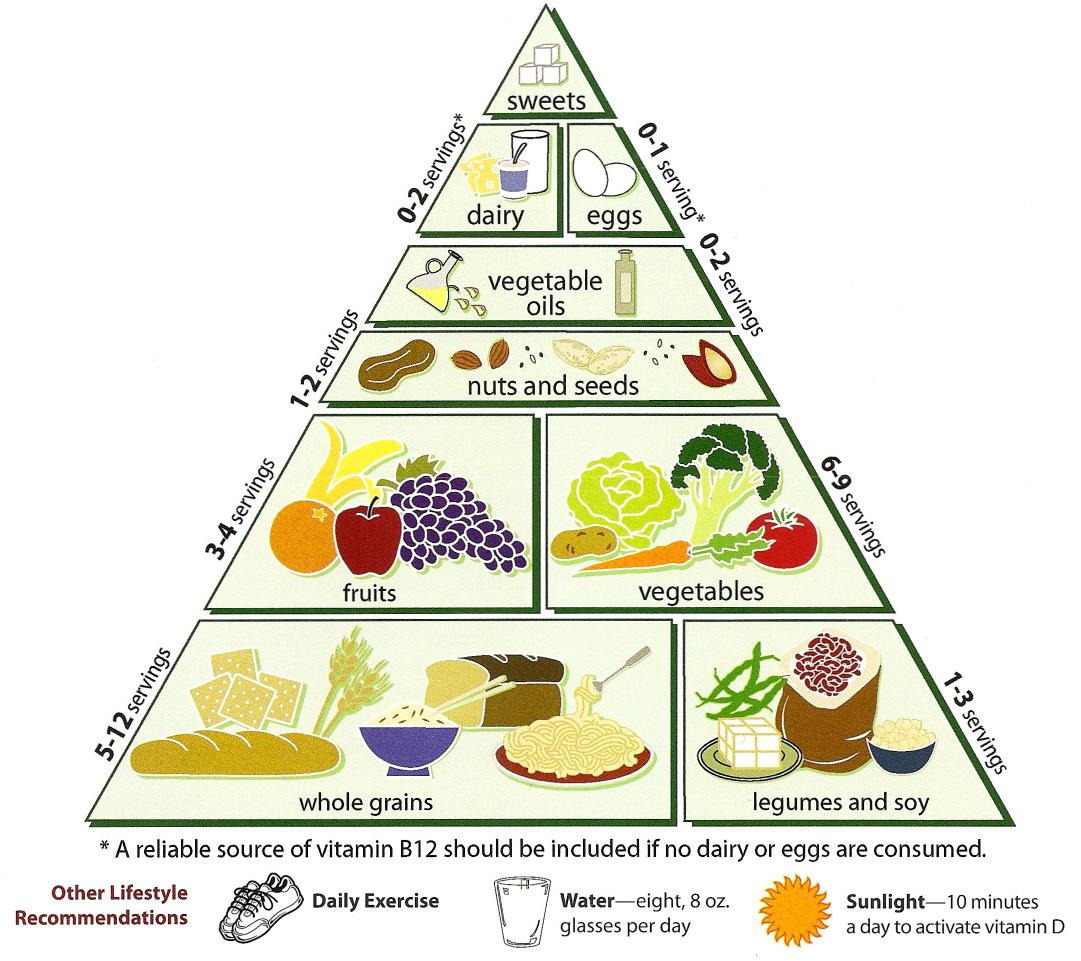 sweets
0-2 servings*
dairy
eggs
0-1 serving*
vegetable
oils
0-2 servings
1-2 servings
nuts and seeds
3-4 servings
fruits
vegetables
6-9 servings
5-12 servings
whole grains
legumes and soy
1-3 servings
* A reliable source of vitamin B12 should be included if no dairy or eggs are consumed.
Other Lifestyle
Recommendations
Daily Exercise
Water—eight, 8 oz.
glasses per day
Sunlight—10 minutes
a day to activate vitamin D